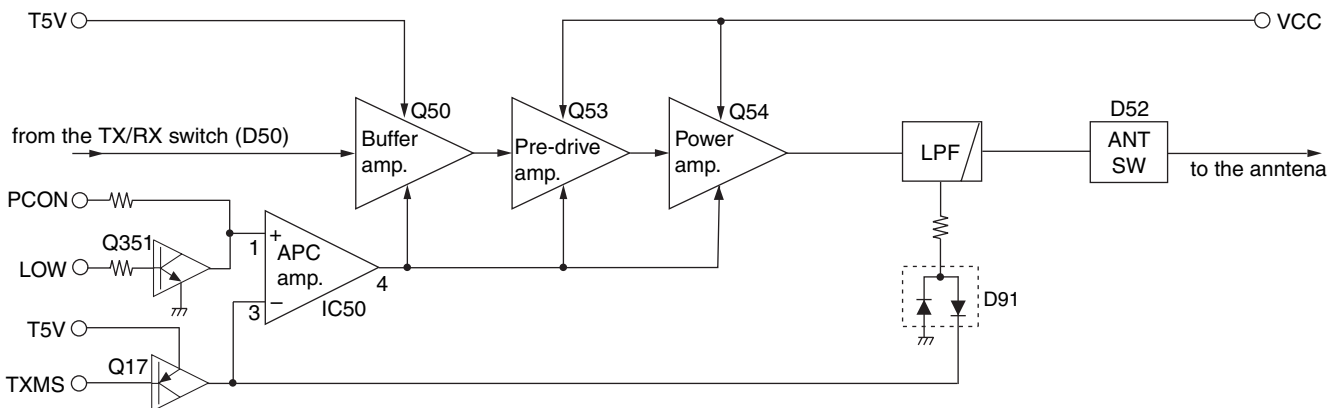 T5V
VCC
Q50
Q53
Q54
D52
from the TX/RX switch (D50)
Buffer
amp.
Pre-drive
amp.
Power
amp.
LPF
ANT
SW
to the anntena
PCON
Q351
LOW
1
+
APC
amp.
4
3
−
IC50
D91
T5V
Q17
TXMS